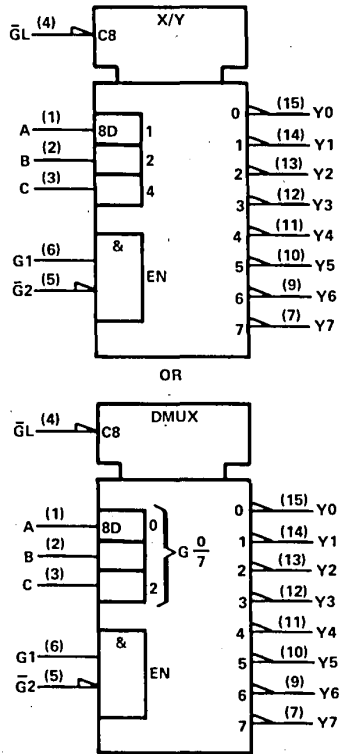 X/Y
G̅L (4) C8
A (1) 8D 1
B (2) 2
C (3) 4
G1 (6) &
G̅2 (5) EN
0 (15) Y0
1 (14) Y1
2 (13) Y2
3 (12) Y3
4 (11) Y4
5 (10) Y5
6 (9) Y6
7 (7) Y7
OR
DMUX
G̅L (4) C8
A (1) 8D 0
B (2) G 0/7
C (3) 2
G1 (6) &
G̅2 (5) EN
0 (15) Y0
1 (14) Y1
2 (13) Y2
3 (12) Y3
4 (11) Y4
5 (10) Y5
6 (9) Y6
7 (7) Y7